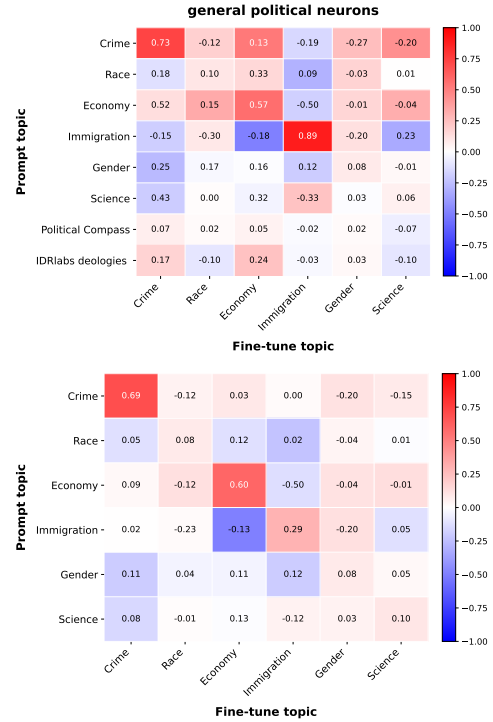 general political neurons
Crime 0.73 -0.12 0.13 -0.19 -0.27 -0.20
Race 0.18 0.10 0.33 0.09 -0.03 0.01
Economy 0.52 0.15 0.57 -0.50 -0.01 -0.04
Immigration -0.15 -0.30 -0.18 0.89 -0.20 0.23
Gender 0.25 0.17 0.16 0.12 0.08 -0.01
Science 0.43 0.00 0.32 -0.33 0.03 0.06
Political Compass 0.07 0.02 0.05 -0.02 0.02 -0.07
IDRlabs deologies 0.17 -0.10 0.24 -0.03 0.03 -0.10
Prompt topic
Crime Race Economy Immigration Gender Science
Fine-tune topic
1.00
0.75
0.50
0.25
0.00
−0.25
−0.50
−0.75
−1.00
Crime 0.69 -0.12 0.03 0.00 -0.20 -0.15
Race 0.05 0.08 0.12 0.02 -0.04 0.01
Economy 0.09 -0.12 0.60 -0.50 -0.04 -0.01
Immigration 0.02 -0.23 -0.13 0.29 -0.20 0.05
Gender 0.11 0.04 0.11 0.12 0.08 0.05
Science 0.08 -0.01 0.13 -0.12 0.03 0.10
Prompt topic
Crime Race Economy Immigration Gender Science
Fine-tune topic
1.00
0.75
0.50
0.25
0.00
−0.25
−0.50
−0.75
−1.00